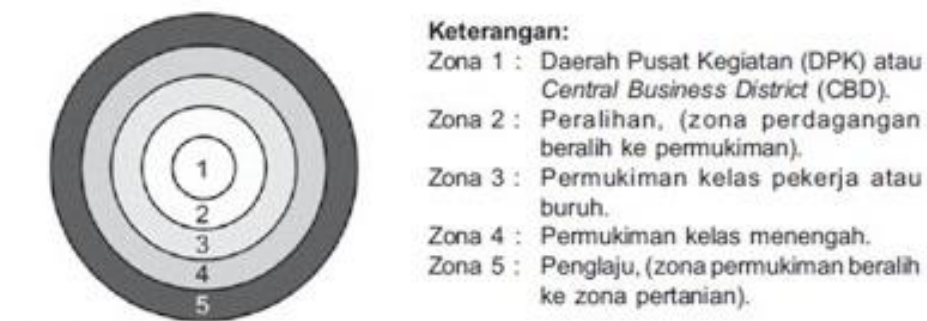 1
2
3
4
5
Keterangan:
Zona 1 : Daerah Pusat Kegiatan (DPK) atau
Central Business District (CBD).
Zona 2 : Peralihan, (zona perdagangan
beralih ke permukiman).
Zona 3 : Permukiman kelas pekerja atau
buruh.
Zona 4 : Permukiman kelas menengah.
Zona 5 : Penglaju, (zona permukiman beralih
ke zona pertanian).